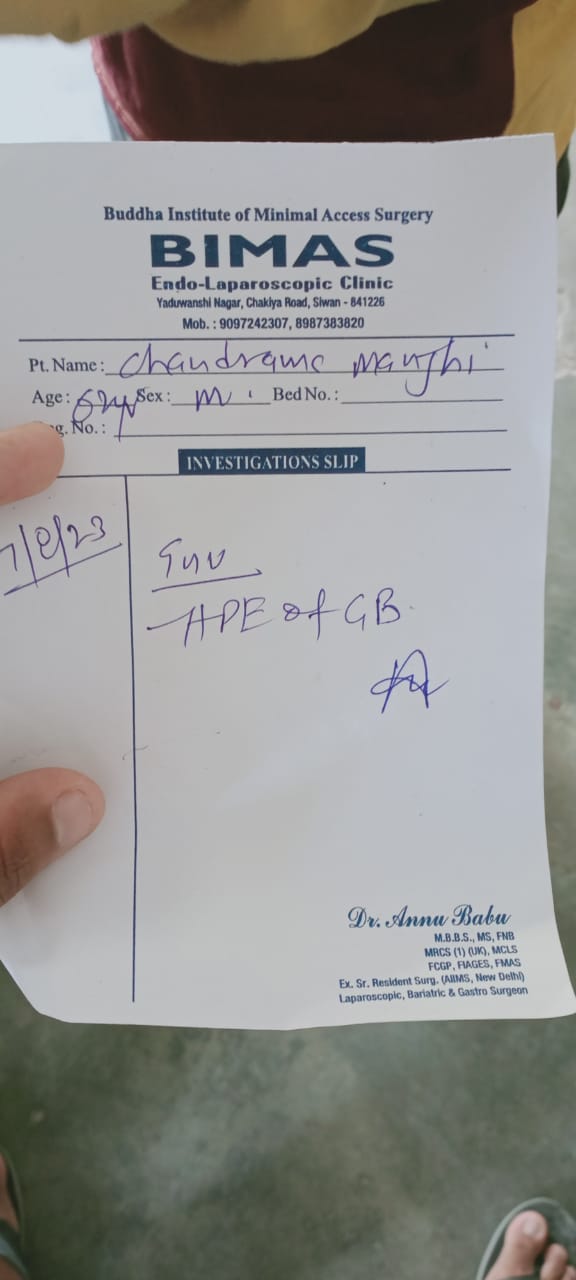 Buddha Institute of Minimal Access Surgery
BIMAS
Endo-Laparoscopic Clinic
Yaduwanshi Nagar, Chakiya Road, Siwan - 841226
Mob. : 9097242307, 8987383820
Pt. Name : Chandrama Manjhi
Age : Sex : M Bed No. :
No. :
INVESTIGATIONS SLIP
/8/23
HPE of GB
Dr. Annu Babu
M.B.B.S., MS, FNB
MRCS (1) (UK), MCLS
FCGP, FIAGES, FMAS
Ex. Sr. Resident Surg. (AIIMS, New Delhi)
Laparoscopic, Bariatric & Gastro Surgeon